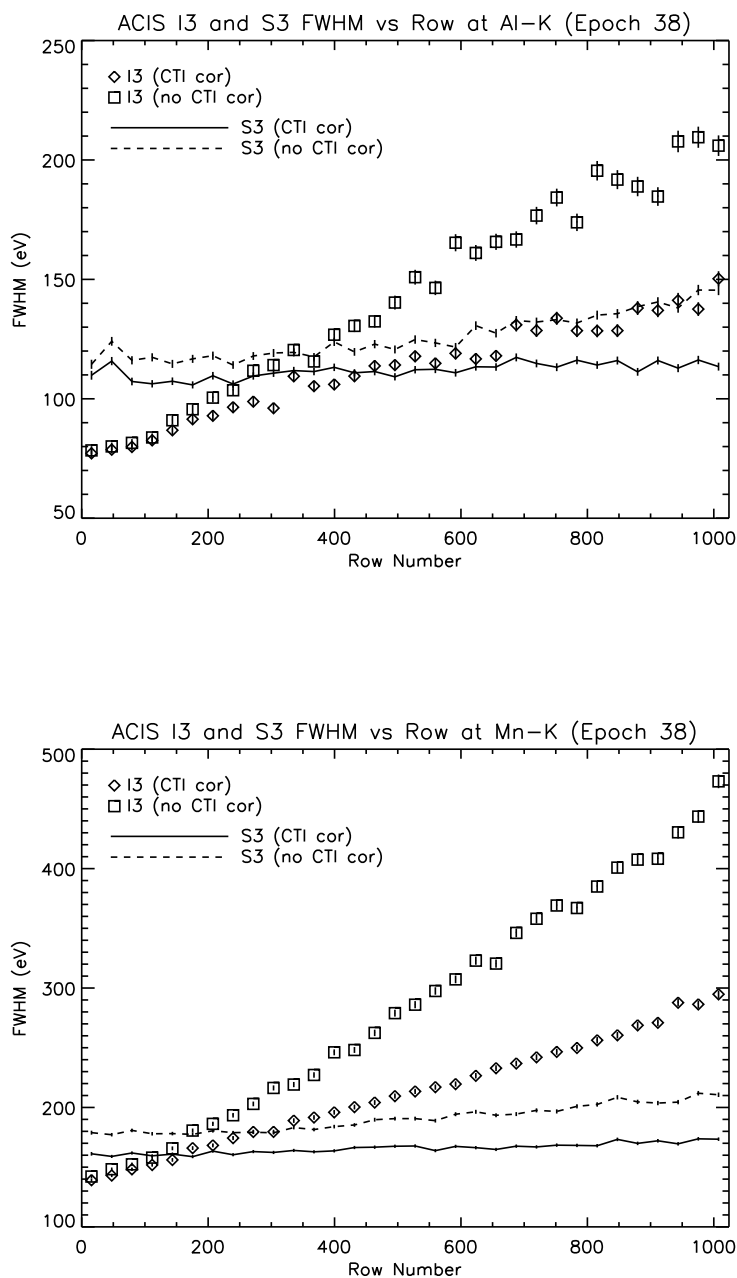 ACIS I3 and S3 FWHM vs Row at Al-K (Epoch 38)
250
200
150
100
50
FWHM (eV)
I3 (CTI cor)
I3 (no CTI cor)
S3 (CTI cor)
S3 (no CTI cor)
0 200 400 600 800 1000
Row Number
ACIS I3 and S3 FWHM vs Row at Mn-K (Epoch 38)
500
400
300
200
100
FWHM (eV)
I3 (CTI cor)
I3 (no CTI cor)
S3 (CTI cor)
S3 (no CTI cor)
0 200 400 600 800 1000
Row Number